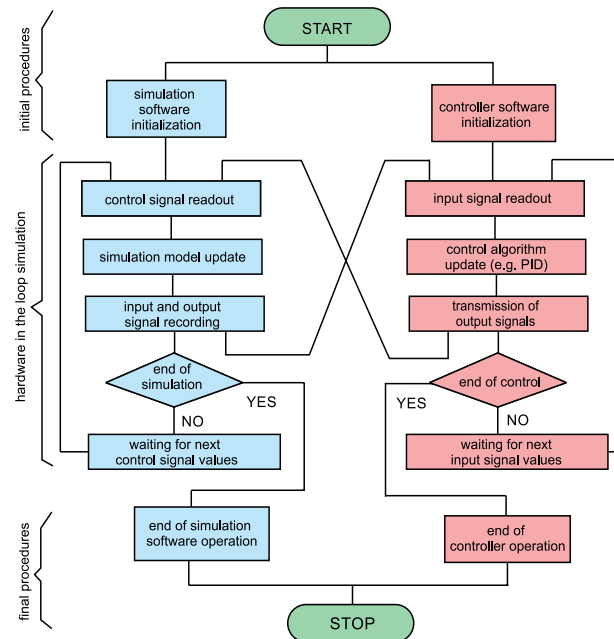 START
initial procedures
simulation
software
initialization
controller software
initialization
hardware in the loop simulation
control signal readout
input signal readout
simulation model update
control algorithm
update (e.g. PID)
input and output
signal recording
transmission of
output signals
end of
simulation
end of control
YES
YES
NO
NO
waiting for next
control signal values
waiting for next
input signal values
final procedures
end of simulation
software operation
end of
controller operation
STOP